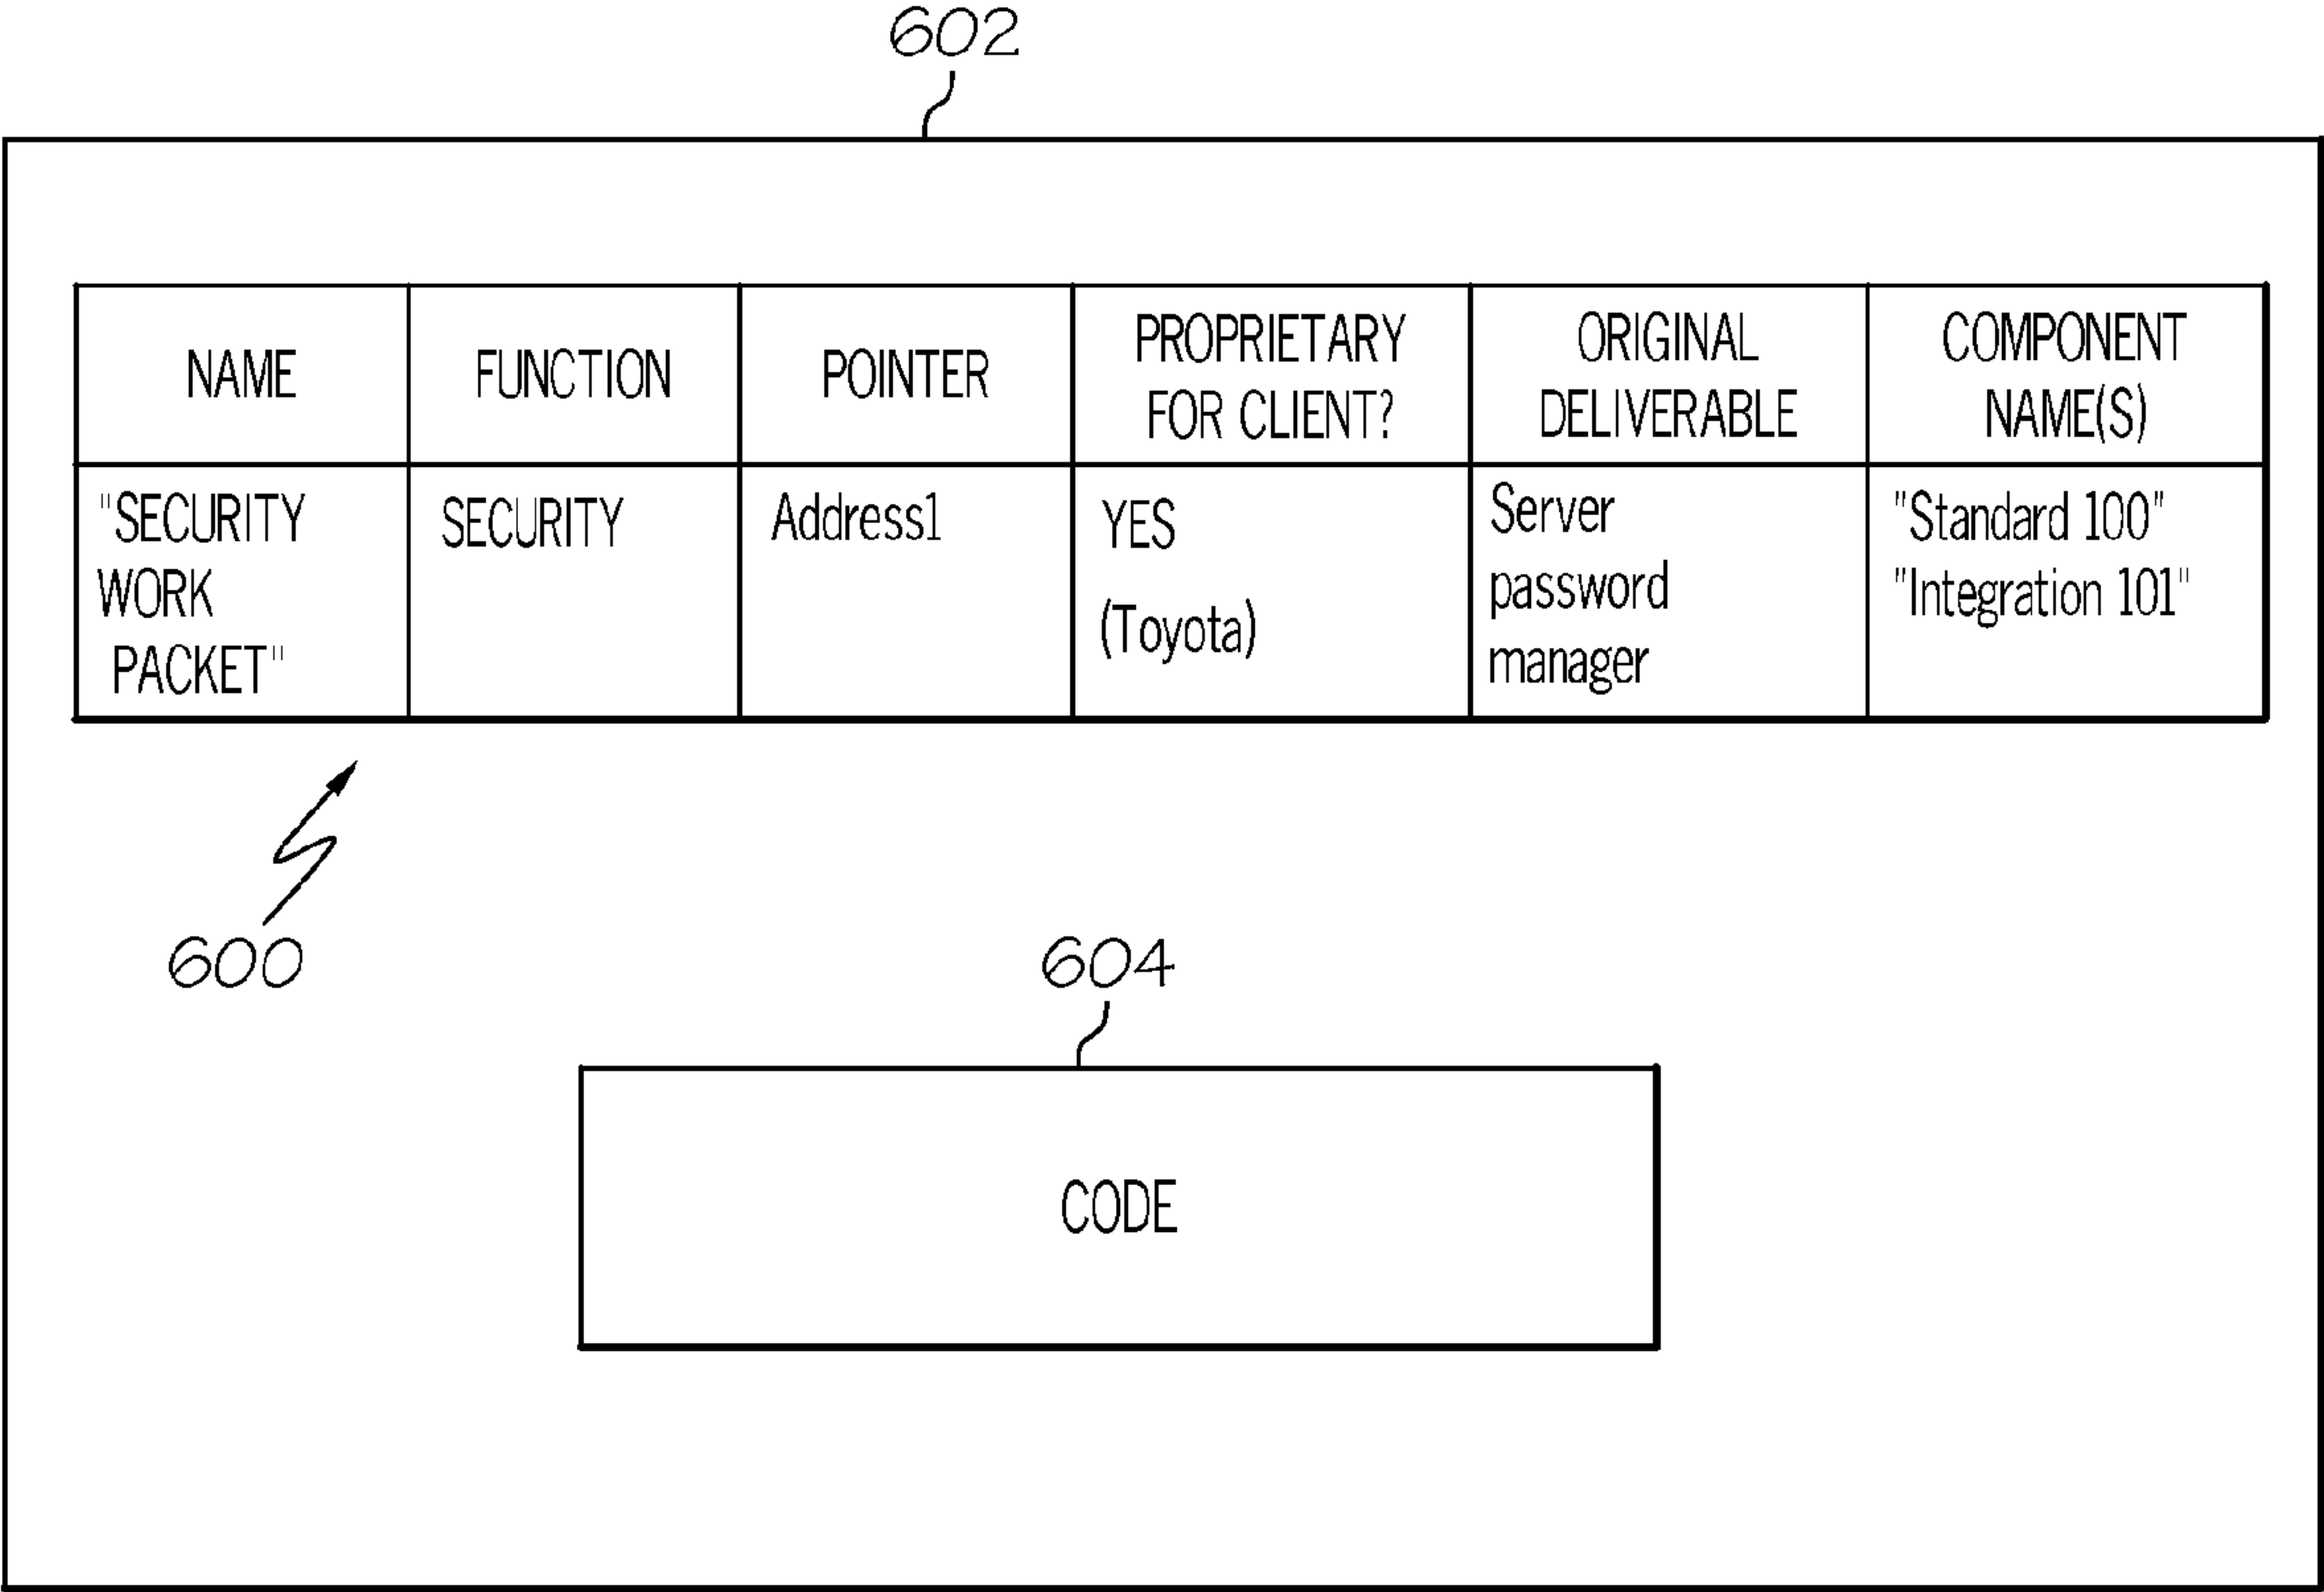 602
NAME
FUNCTION
POINTER
PROPRIETARY
FOR CLIENT?
ORIGINAL
DELIVERABLE
COMPONENT
NAME(S)
"SECURITY
WORK
PACKET"
SECURITY
Address1
YES
(Toyota)
Server
password
manager
"Standard 100"
"Integration 101"
600
604
CODE